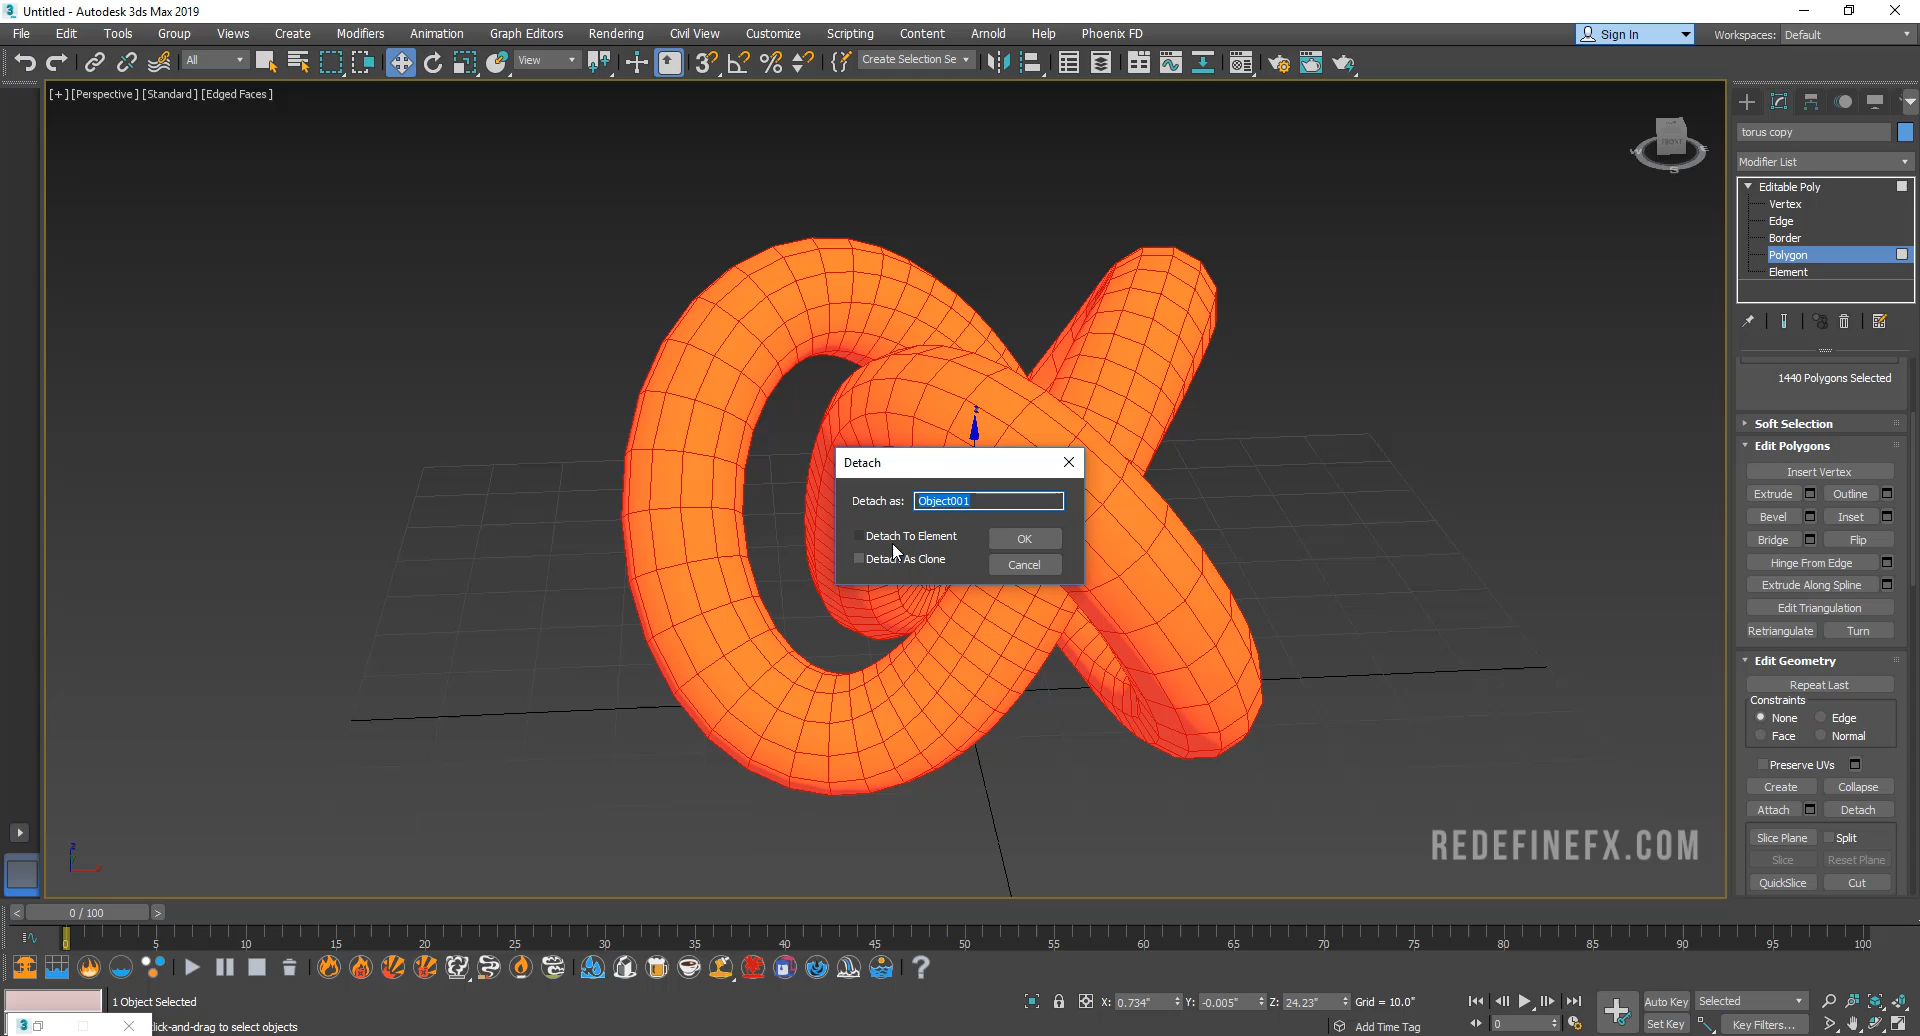 Untitled - Autodesk 3ds Max 2019
File Edit Tools Group Views Create Modifiers Animation Graph Editors Rendering Civil View Customize Scripting Content Arnold Help Phoenix FD
Sign In Workspaces: Default
All View Create Selection Se
[+] [Perspective ] [Standard ] [Edged Faces ]
torus copy
Modifier List
Editable Poly
Vertex
Edge
Border
Polygon
Element
1440 Polygons Selected
Soft Selection
Edit Polygons
Insert Vertex
Extrude Outline
Bevel Inset
Bridge Flip
Hinge From Edge
Extrude Along Spline
Edit Triangulation
Retriangulate Turn
Edit Geometry
Repeat Last
Constraints
None Edge
Face Normal
Preserve UVs
Create Collapse
Attach Detach
Slice Plane Split
Slice Reset Plane
QuickSlice Cut
FRONT
W E
S
z
Detach
Detach as: Object001
Detach To Element OK
Detach As Clone Cancel
REDEFINEFX.COM
z
< 0 / 100 >
0 5 10 15 20 25 30 35 40 45 50 55 60 65 70 75 80 85 90 95 100
1 Object Selected
X: 0.734" Y: -0.005" Z: 24.23" Grid = 10.0"
Auto Key Selected
lick-and-drag to select objects
Add Time Tag
0
Set Key Key Filters...